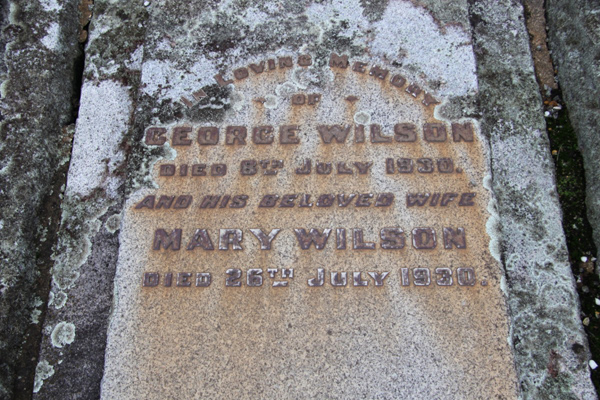 IN LOVING MEMORY
OF
GEORGE WILSON
DIED 8TH JULY 1930.
AND HIS BELOVED WIFE
MARY WILSON
DIED 26TH JULY 1930.